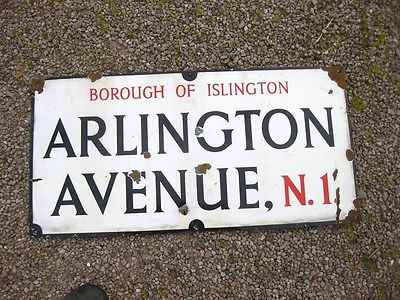 BOROUGH OF ISLINGTON
ARLINGTON
AVENUE, N.1.